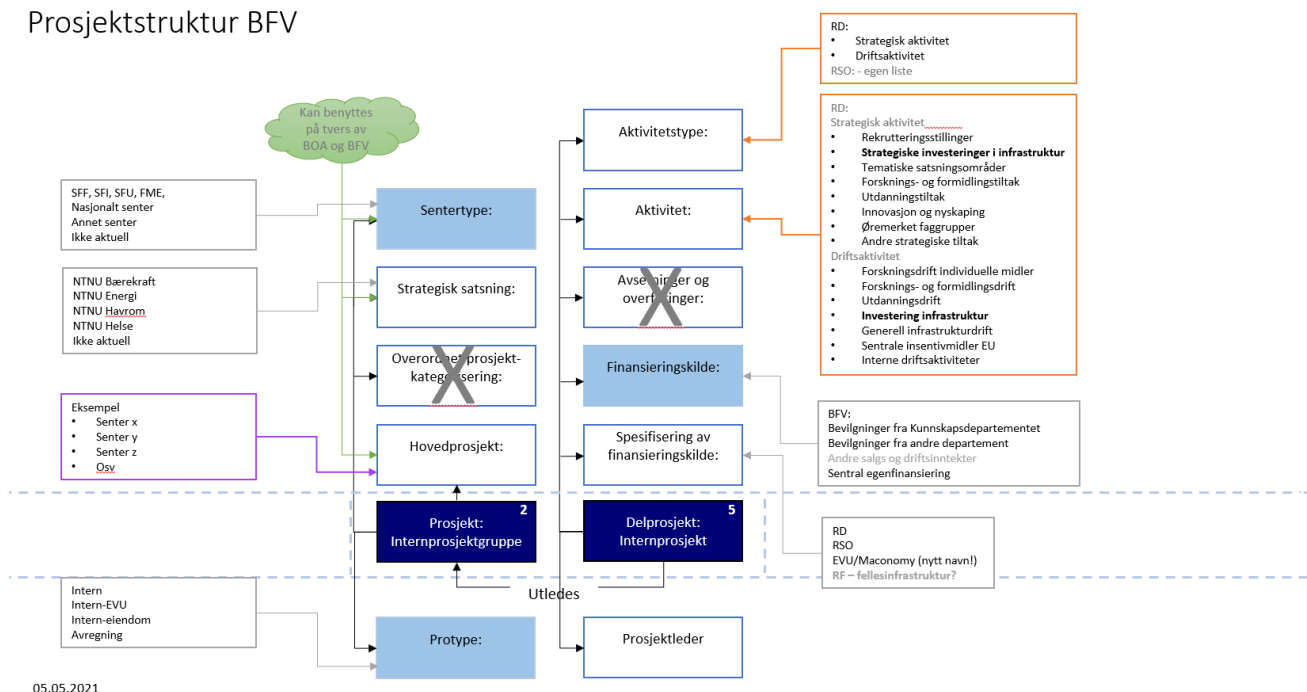 Prosjektstruktur BFV
RD:
• Strategisk aktivitet
• Driftsaktivitet
RSO: - egen liste
Kan benyttes
på tvers av
BOA og BFV
Aktivitetstype:
RD:
Strategisk aktivitet
• Rekrutteringsstillinger
• Strategiske investeringer i infrastruktur
• Tematiske satsningsområder
• Forsknings- og formidlingstiltak
• Utdanningstiltak
• Innovasjon og nyskaping
• Øremerket faggrupper
• Andre strategiske tiltak
Driftsaktivitet
• Forskningsdrift individuelle midler
• Forsknings- og formidlingsdrift
• Utdanningsdrift
• Investering infrastruktur
• Generell infrastrukturdrift
• Sentrale insentivmidler EU
• Interne driftsaktiviteter
SFF, SFI, SFU, FME,
Nasjonalt senter
Annet senter
Ikke aktuell
Sentertype:
Aktivitet:
NTNU Bærekraft
NTNU Energi
NTNU Havrom
NTNU Helse
Ikke aktuell
Strategisk satsning:
Avsetninger og
overføringer:
Overordnet prosjekt-
kategorisering:
Finansieringskilde:
Eksempel
• Senter x
• Senter y
• Senter z
• Osv
Hovedprosjekt:
Spesifisering av
finansieringskilde:
BFV:
Bevilgninger fra Kunnskapsdepartementet
Bevilgninger fra andre departement
Andre salgs og driftsinntekter
Sentral egenfinansiering
2
Prosjekt:
Internprosjektgruppe
5
Delprosjekt:
Internprosjekt
RD
RSO
EVU/Maconomy (nytt navn!)
RF – fellesinfrastruktur?
Utledes
Intern
Intern-EVU
Intern-eiendom
Avregning
Protype:
Prosjektleder
05.05.2021